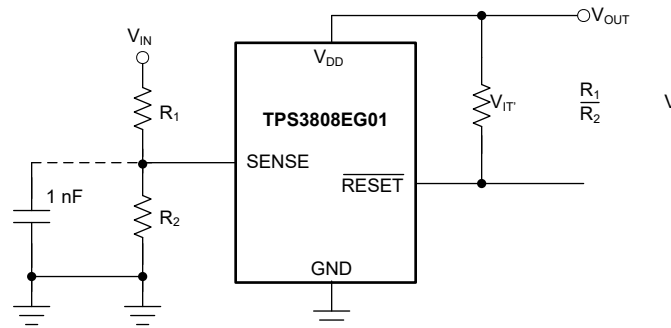 V_OUT
V_IN
V_DD
R_1
TPS3808EG01
V_IT'
R_1
R_2
V
SENSE
RESET
1 nF
R_2
GND